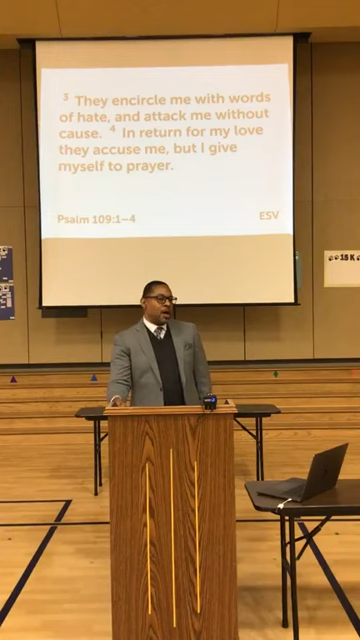 ³ They encircle me with words
of hate, and attack me without
cause. ⁴ In return for my love
they accuse me, but I give
myself to prayer.
Psalm 109:1–4 ESV
15 K